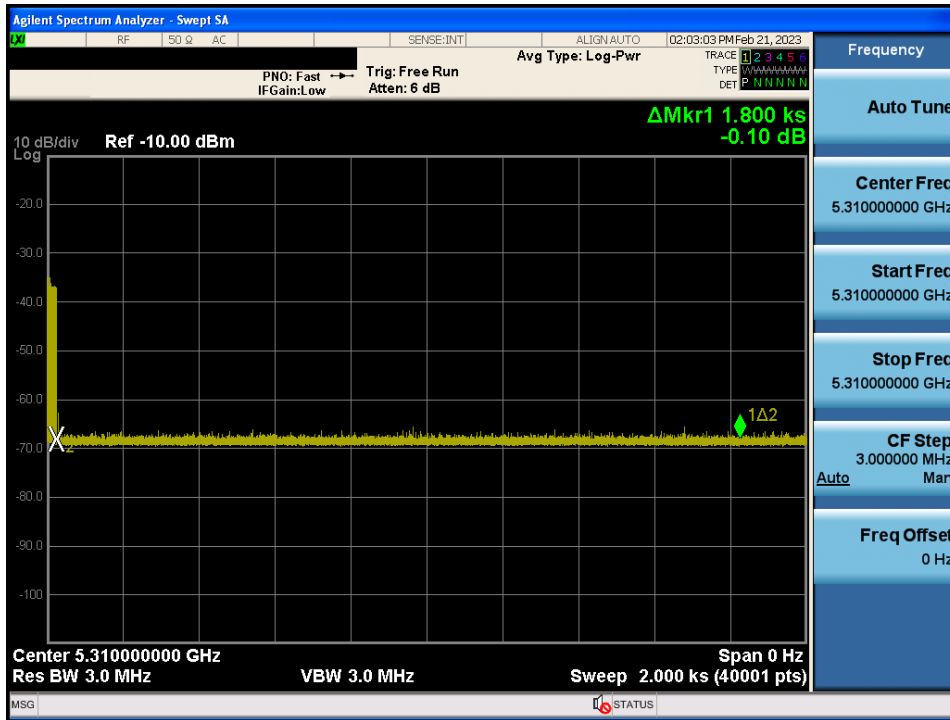 Agilent Spectrum Analyzer - Swept SA
LXI RF 50 Ω AC SENSE:INT ALIGN AUTO 02:03:03 PM Feb 21, 2023
Frequency
Avg Type: Log-Pwr
TRACE 1 2 3 4 5 6
PNO: Fast Trig: Free Run
TYPE WWWWWW
IFGain:Low Atten: 6 dB
DET P N N N N N
Auto Tune
ΔMkr1 1.800 ks
-0.10 dB
10 dB/div Ref -10.00 dBm
Log
Center Freq
5.310000000 GHz
-20.0
-30.0
Start Freq
5.310000000 GHz
-40.0
-50.0
Stop Freq
5.310000000 GHz
-60.0
1Δ2
X2
-70.0
CF Step
3.000000 MHz
Auto Man
-80.0
-90.0
Freq Offset
0 Hz
-100
Center 5.310000000 GHz Span 0 Hz
Res BW 3.0 MHz VBW 3.0 MHz Sweep 2.000 ks (40001 pts)
MSG STATUS